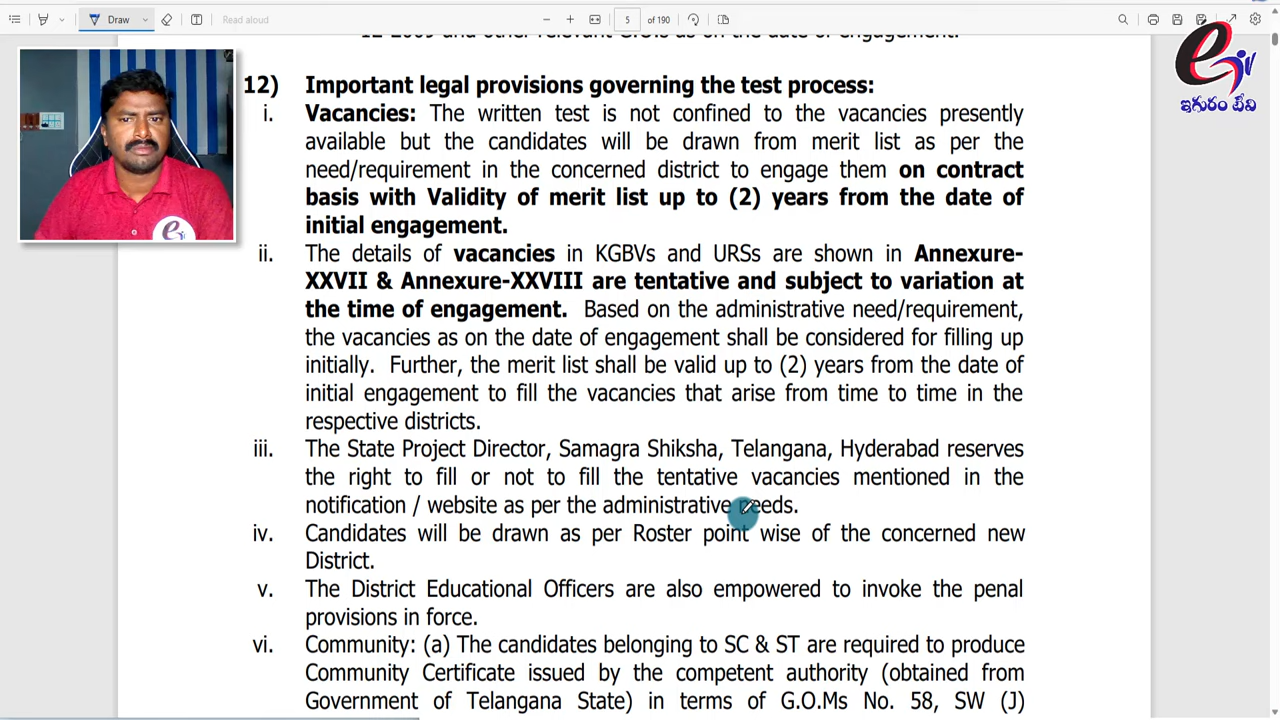 Draw
Read aloud
5 of 190
12-2009 and other relevant G.O.s as on the date of engagement.
12) Important legal provisions governing the test process:
i. Vacancies: The written test is not confined to the vacancies presently
available but the candidates will be drawn from merit list as per the
need/requirement in the concerned district to engage them on contract
basis with Validity of merit list up to (2) years from the date of
initial engagement.
ii. The details of vacancies in KGBVs and URSs are shown in Annexure-
XXVII & Annexure-XXVIII are tentative and subject to variation at
the time of engagement. Based on the administrative need/requirement,
the vacancies as on the date of engagement shall be considered for filling up
initially. Further, the merit list shall be valid up to (2) years from the date of
initial engagement to fill the vacancies that arise from time to time in the
respective districts.
iii. The State Project Director, Samagra Shiksha, Telangana, Hyderabad reserves
the right to fill or not to fill the tentative vacancies mentioned in the
notification / website as per the administrative needs.
iv. Candidates will be drawn as per Roster point wise of the concerned new
District.
v. The District Educational Officers are also empowered to invoke the penal
provisions in force.
vi. Community: (a) The candidates belonging to SC & ST are required to produce
Community Certificate issued by the competent authority (obtained from
Government of Telangana State) in terms of G.O.Ms No. 58, SW (J)
ఇగురం టీవి